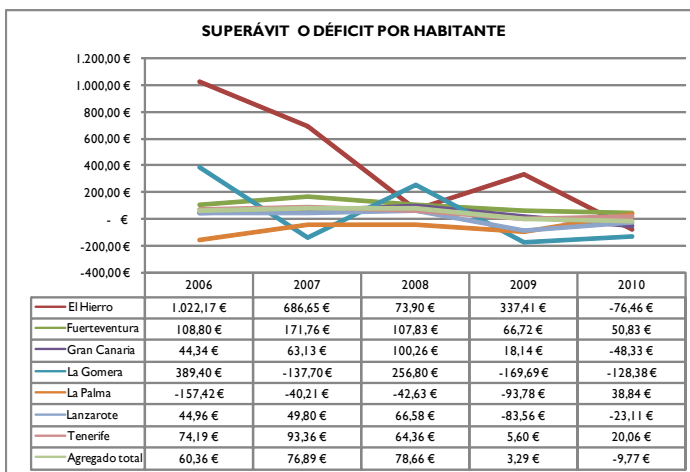 SUPERÁVIT O DÉFICIT POR HABITANTE
1.200,00 €
1.000,00 €
800,00 €
600,00 €
400,00 €
200,00 €
- €
-200,00 €
-400,00 €
2006 2007 2008 2009 2010
El Hierro 1.022,17 € 686,65 € 73,90 € 337,41 € -76,46 €
Fuerteventura 108,80 € 171,76 € 107,83 € 66,72 € 50,83 €
Gran Canaria 44,34 € 63,13 € 100,26 € 18,14 € -48,33 €
La Gomera 389,40 € -137,70 € 256,80 € -169,69 € -128,38 €
La Palma -157,42 € -40,21 € -42,63 € -93,78 € 38,84 €
Lanzarote 44,96 € 49,80 € 66,58 € -83,56 € -23,11 €
Tenerife 74,19 € 93,36 € 64,36 € 5,60 € 20,06 €
Agregado total 60,36 € 76,89 € 78,66 € 3,29 € -9,77 €